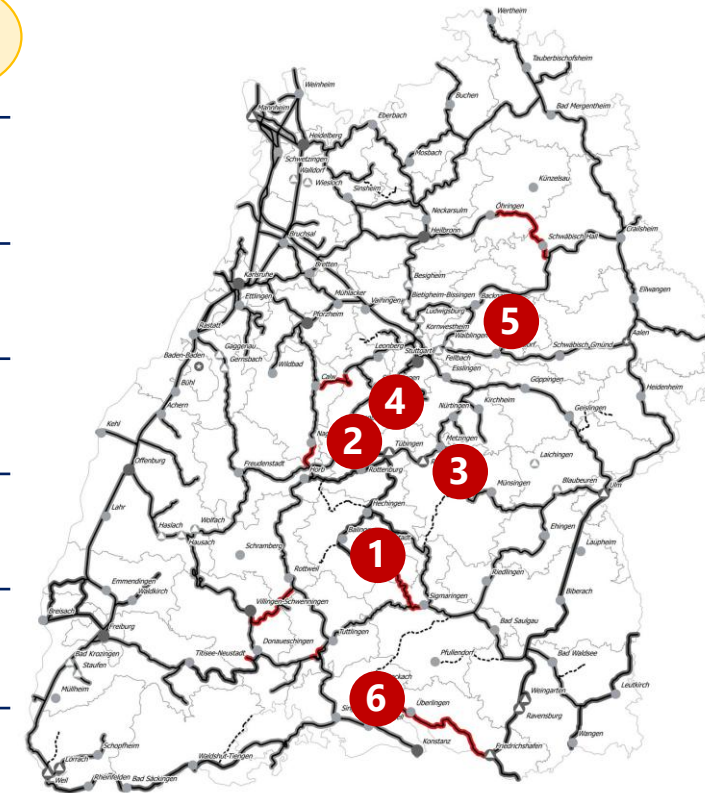 Wertheim
Tauberbischofsheim
Weinheim
Buchen
Bad Mergentheim
Mannheim
Eberbach
Heidelberg
Mosbach
Schwetzingen
Walldorf
Wiesloch
Sinsheim
Künzelsau
Neckarsulm
Öhringen
Heilbronn
Schwäbisch Hall
Crailsheim
Bruchsal
Bretten
Besigheim
Karlsruhe
Ettlingen
Mühlacker
Vaihingen
Bietigheim-Bissingen
Ellwangen
Pforzheim
Ludwigsburg
5
Rastatt
Kornwestheim
Waiblingen
Aalen
Gaggenau
Leonberg
Stuttgart
Fellbach
Schwäbisch Gmünd
Baden-Baden
Gernsbach
Wildbad
Calw
Esslingen
Bühl
Göppingen
Heidenheim
Achern
4
Nürtingen
Kirchheim
Geislingen
Kehl
2
Tübingen
Metzingen
Offenburg
Freudenstadt
Horb
Rottenburg
3
Laichingen
Münsingen
Blaubeuren
Ulm
Lahr
Hechingen
Haslach
Wolfach
Hausach
Ehingen
Schramberg
1
Laupheim
Rottweil
Emmendingen
Waldkirch
Sigmaringen
Riedlingen
Biberach
Breisach
Villingen-Schwenningen
Freiburg
Tuttlingen
Bad Saulgau
Donaueschingen
Bad Krozingen
Titisee-Neustadt
Staufen
Pfullendorf
Bad Waldsee
Müllheim
6
Überlingen
Weingarten
Leutkirch
Ravensburg
Schopfheim
Konstanz
Friedrichshafen
Wangen
Lörrach
Waldshut-Tiengen
Weil
Rheinfelden
Bad Säckingen